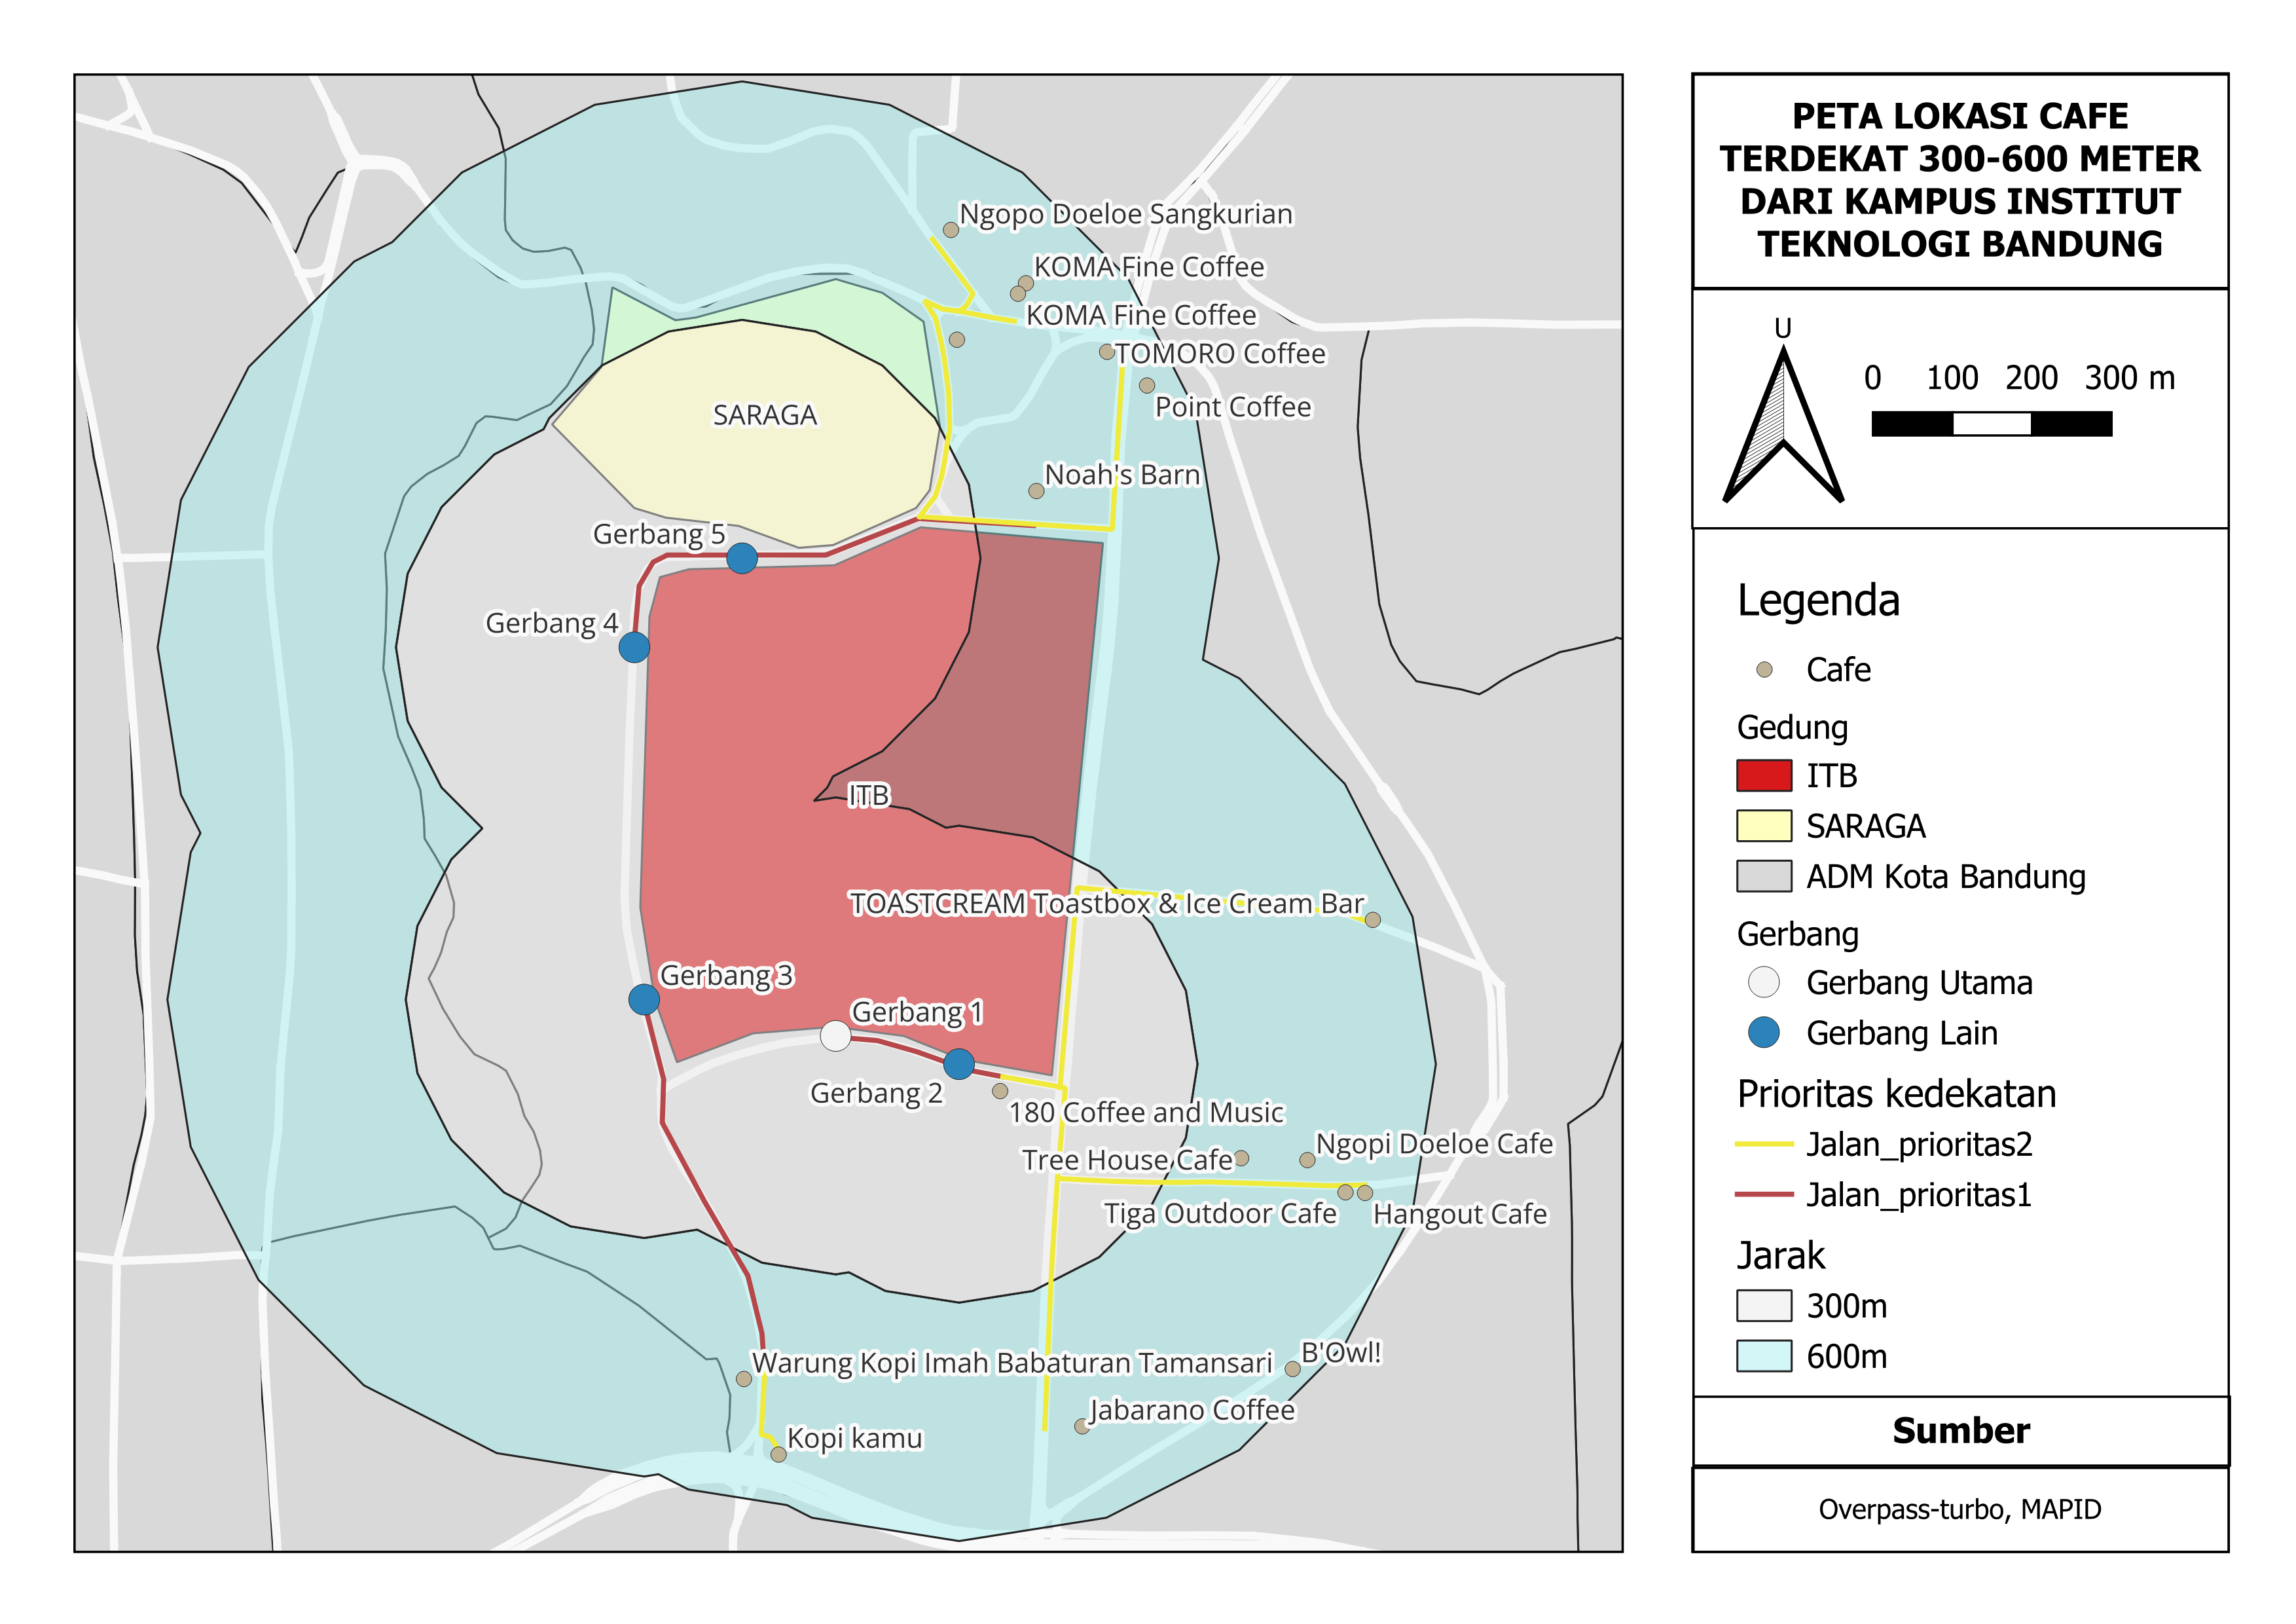 Ngopo Doeloe Sangkurian
KOMA Fine Coffee
KOMA Fine Coffee
TOMORO Coffee
Point Coffee
SARAGA
Noah's Barn
Gerbang 5
Gerbang 4
ITB
TOASTCREAM Toastbox & Ice Cream Bar
Gerbang 3
Gerbang 1
Gerbang 2
180 Coffee and Music
Ngopi Doeloe Cafe
Tree House Cafe
Tiga Outdoor Cafe
Hangout Cafe
Warung Kopi Imah Babaturan Tamansari
B'Owl!
Jabarano Coffee
Kopi kamu
PETA LOKASI CAFE
TERDEKAT 300-600 METER
DARI KAMPUS INSTITUT
TEKNOLOGI BANDUNG
U
0 100 200 300 m
Legenda
Cafe
Gedung
ITB
SARAGA
ADM Kota Bandung
Gerbang
Gerbang Utama
Gerbang Lain
Prioritas kedekatan
Jalan_prioritas2
Jalan_prioritas1
Jarak
300m
600m
Sumber
Overpass-turbo, MAPID